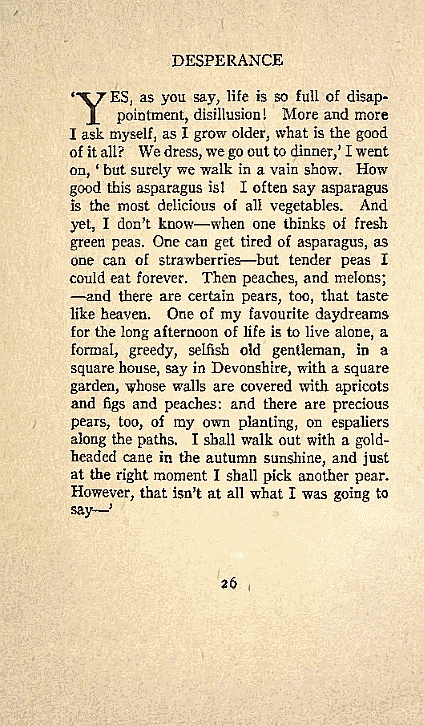 DESPERANCE
'YES, as you say, life is so full of disap-
pointment, disillusion! More and more
I ask myself, as I grow older, what is the good
of it all? We dress, we go out to dinner,' I went
on, 'but surely we walk in a vain show. How
good this asparagus is! I often say asparagus
is the most delicious of all vegetables. And
yet, I don't know—when one thinks of fresh
green peas. One can get tired of asparagus, as
one can of strawberries—but tender peas I
could eat forever. Then peaches, and melons;
—and there are certain pears, too, that taste
like heaven. One of my favourite daydreams
for the long afternoon of life is to live alone, a
formal, greedy, selfish old gentleman, in a
square house, say in Devonshire, with a square
garden, whose walls are covered with apricots
and figs and peaches: and there are precious
pears, too, of my own planting, on espaliers
along the paths. I shall walk out with a gold-
headed cane in the autumn sunshine, and just
at the right moment I shall pick another pear.
However, that isn't at all what I was going to
say—'
26